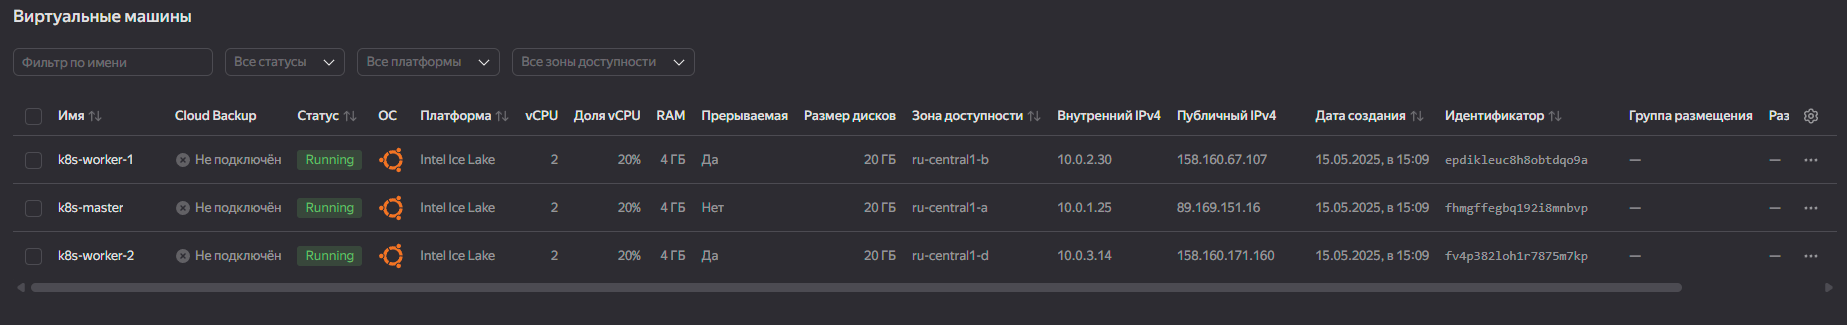 Виртуальные машины
Фильтр по имени Все статусы Все платформы Все зоны доступности
Имя Cloud Backup Статус ОС Платформа vCPU Доля vCPU RAM Прерываемая Размер дисков Зона доступности Внутренний IPv4 Публичный IPv4 Дата создания Идентификатор Группа размещения Раз
k8s-worker-1 Не подключён Running Intel Ice Lake 2 20% 4 ГБ Да 20 ГБ ru-central1-b 10.0.2.30 158.160.67.107 15.05.2025, в 15:09 epdikleuc8h8obtdqo9a — — ...
k8s-master Не подключён Running Intel Ice Lake 2 20% 4 ГБ Нет 20 ГБ ru-central1-a 10.0.1.25 89.169.151.16 15.05.2025, в 15:09 fhmgffegbq192i8mnbvp — — ...
k8s-worker-2 Не подключён Running Intel Ice Lake 2 20% 4 ГБ Да 20 ГБ ru-central1-d 10.0.3.14 158.160.171.160 15.05.2025, в 15:09 fv4p382loh1r7875m7kp — — ...